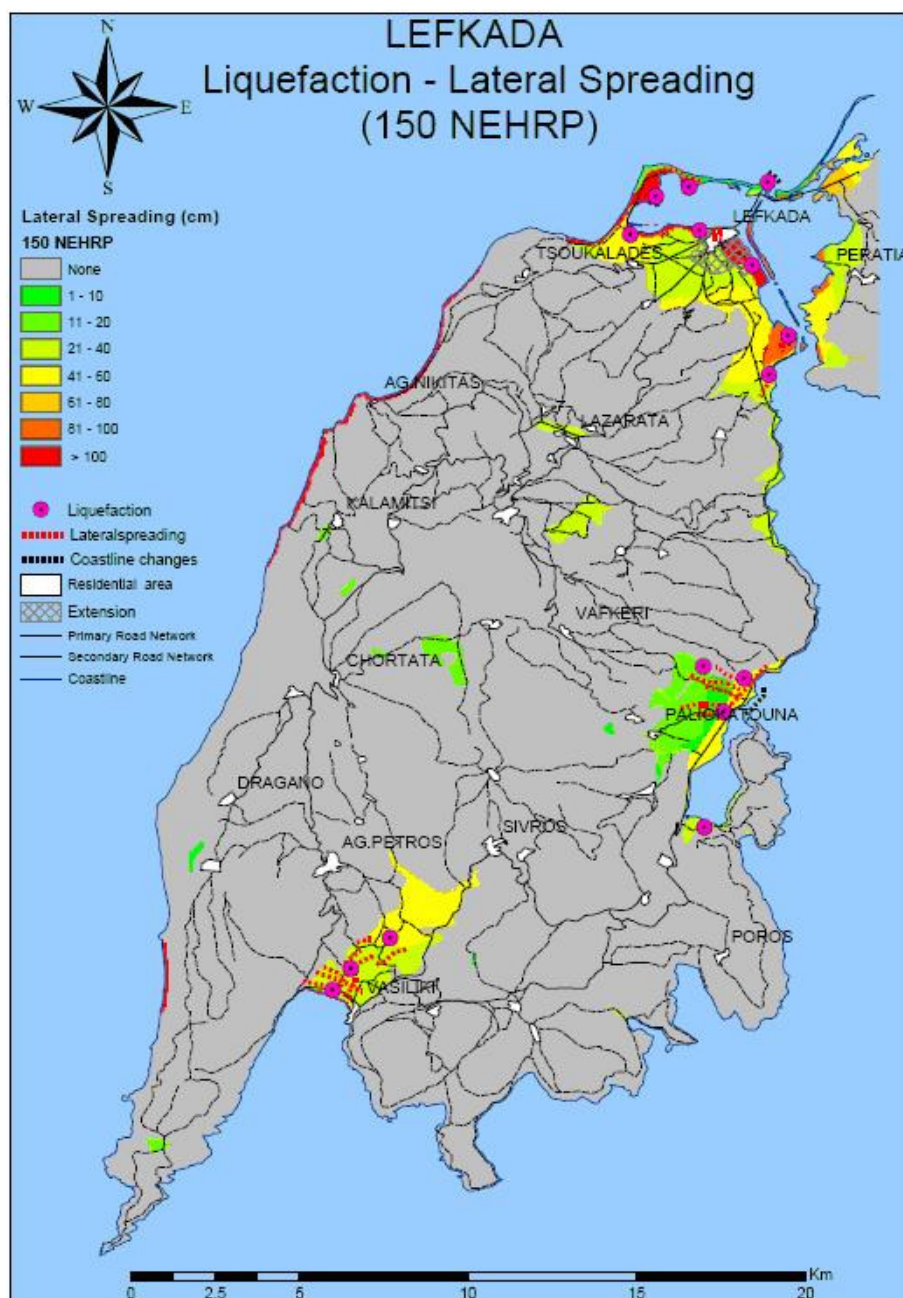 LEFKADA
Liquefaction - Lateral Spreading
(150 NEHRP)
N
W
E
S
Lateral Spreading (cm)
150 NEHRP
None
1 - 10
11 - 20
21 - 40
41 - 60
61 - 80
81 - 100
> 100
Liquefaction
Lateralspreading
Coastline changes
Residential area
Extension
Primary Road Network
Secondary Road Network
Coastline
LEFKADA
TSOUKALADES
PERATIA
AG.NIKITAS
LAZARATA
KALAMITSI
VAFKERI
CHORTATA
PALIOKATOUNA
DRAGANO
SIVROS
AG.PETROS
POROS
VASILIKI
Km
0
2.5
5
10
15
20